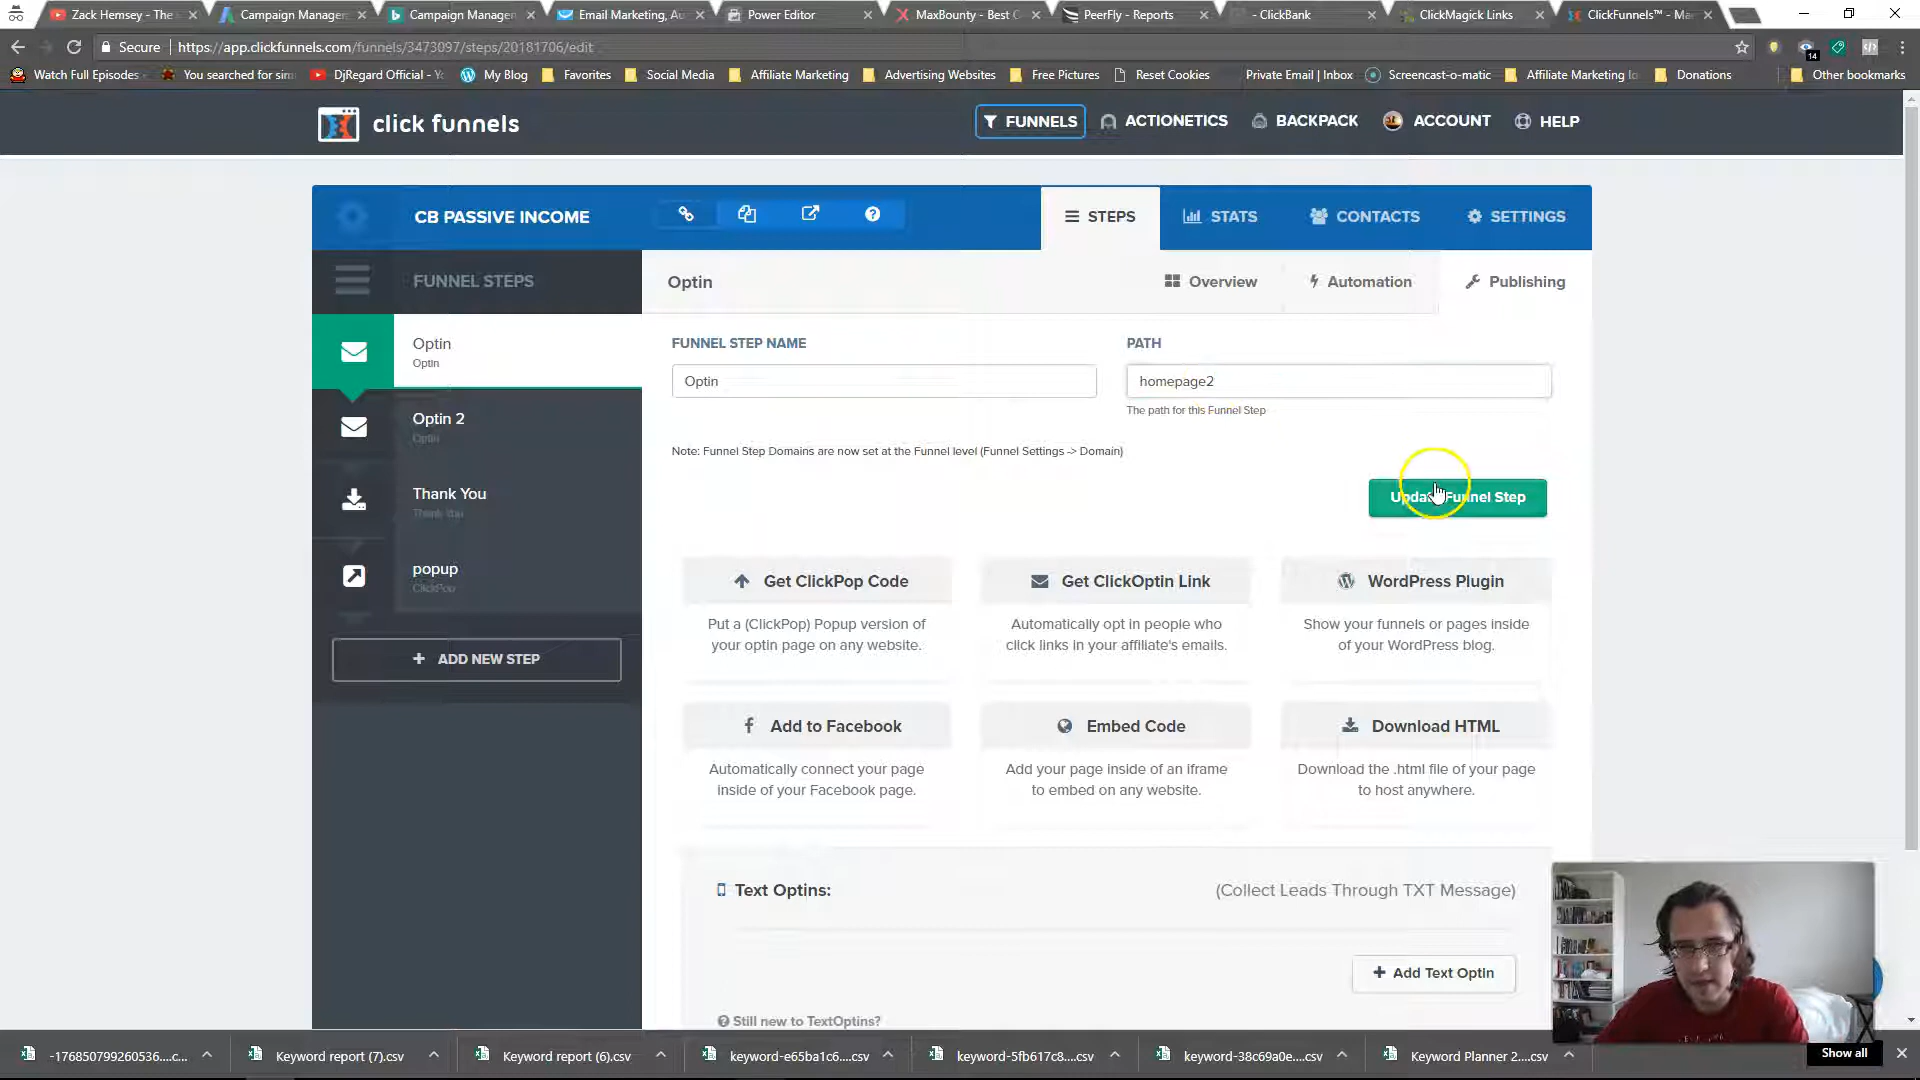 Zack Hemsey - The
Campaign Manager
Campaign Manager
Email Marketing, Au
Power Editor
MaxBounty - Best C
PeerFly - Reports
- ClickBank
ClickMagick Links
ClickFunnels™ - Ma
Secure
https://app.clickfunnels.com/funnels/3473097/steps/20181706/edit
14
Watch Full Episodes
You searched for sim
DjRegard Official - Yo
My Blog
Favorites
Social Media
Affiliate Marketing
Advertising Websites
Free Pictures
Reset Cookies
Private Email | Inbox
Screencast-o-matic
Affiliate Marketing
Donations
Other bookmarks
click funnels
FUNNELS
ACTIONETICS
BACKPACK
ACCOUNT
HELP
CB PASSIVE INCOME
STEPS
STATS
CONTACTS
SETTINGS
FUNNEL STEPS
Optin
Overview
Automation
Publishing
Optin
Optin
Optin 2
Optin
Thank You
Thank You
popup
ClickPop
+ ADD NEW STEP
FUNNEL STEP NAME
PATH
Optin
homepage2
The path for this Funnel Step
Note: Funnel Step Domains are now set at the Funnel level (Funnel Settings -> Domain)
Update Funnel Step
Get ClickPop Code
Put a (ClickPop) Popup version of
your optin page on any website.
Get ClickOptin Link
Automatically opt in people who
click links in your affiliate's emails.
WordPress Plugin
Show your funnels or pages inside
of your WordPress blog.
Add to Facebook
Automatically connect your page
inside of your Facebook page.
Embed Code
Add your page inside of an iframe
to embed on any website.
Download HTML
Download the .html file of your page
to host anywhere.
Text Optins:
(Collect Leads Through TXT Message)
+ Add Text Optin
Still new to TextOptins?
-176850799260536....c...
Keyword report (7).csv
Keyword report (6).csv
keyword-e65ba1c6....csv
keyword-5fb617c8....csv
keyword-38c69a0e....csv
Keyword Planner 2....csv
Show all